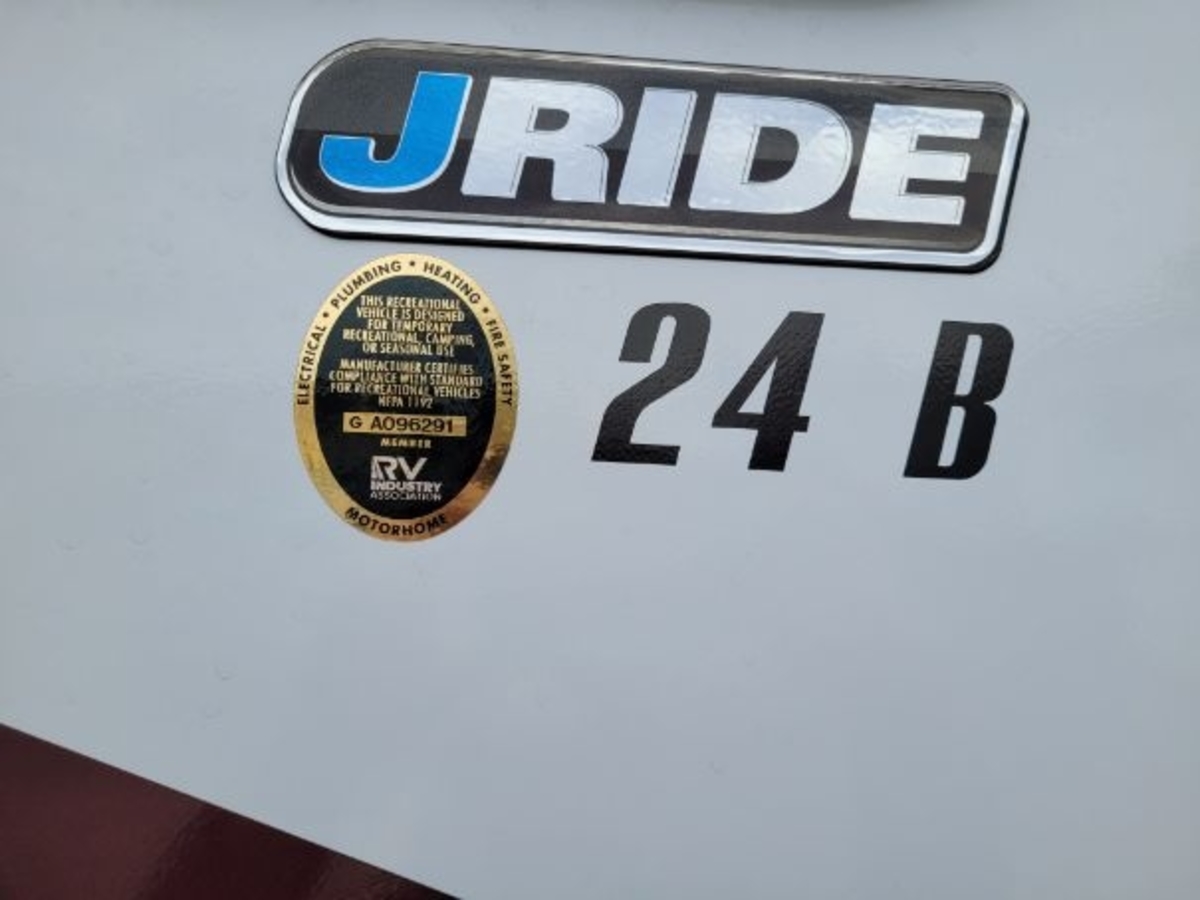 JRIDE
24 B
ELECTRICAL • PLUMBING • HEATING • FIRE SAFETY
THIS RECREATIONAL
VEHICLE IS DESIGNED
FOR TEMPORARY
RECREATIONAL, CAMPING,
OR SEASONAL USE
MANUFACTURER CERTIFIES
COMPLIANCE WITH STANDARD
FOR RECREATIONAL VEHICLES
NFPA 1192
G A096291
MEMBER
RV
INDUSTRY
ASSOCIATION
MOTORHOME